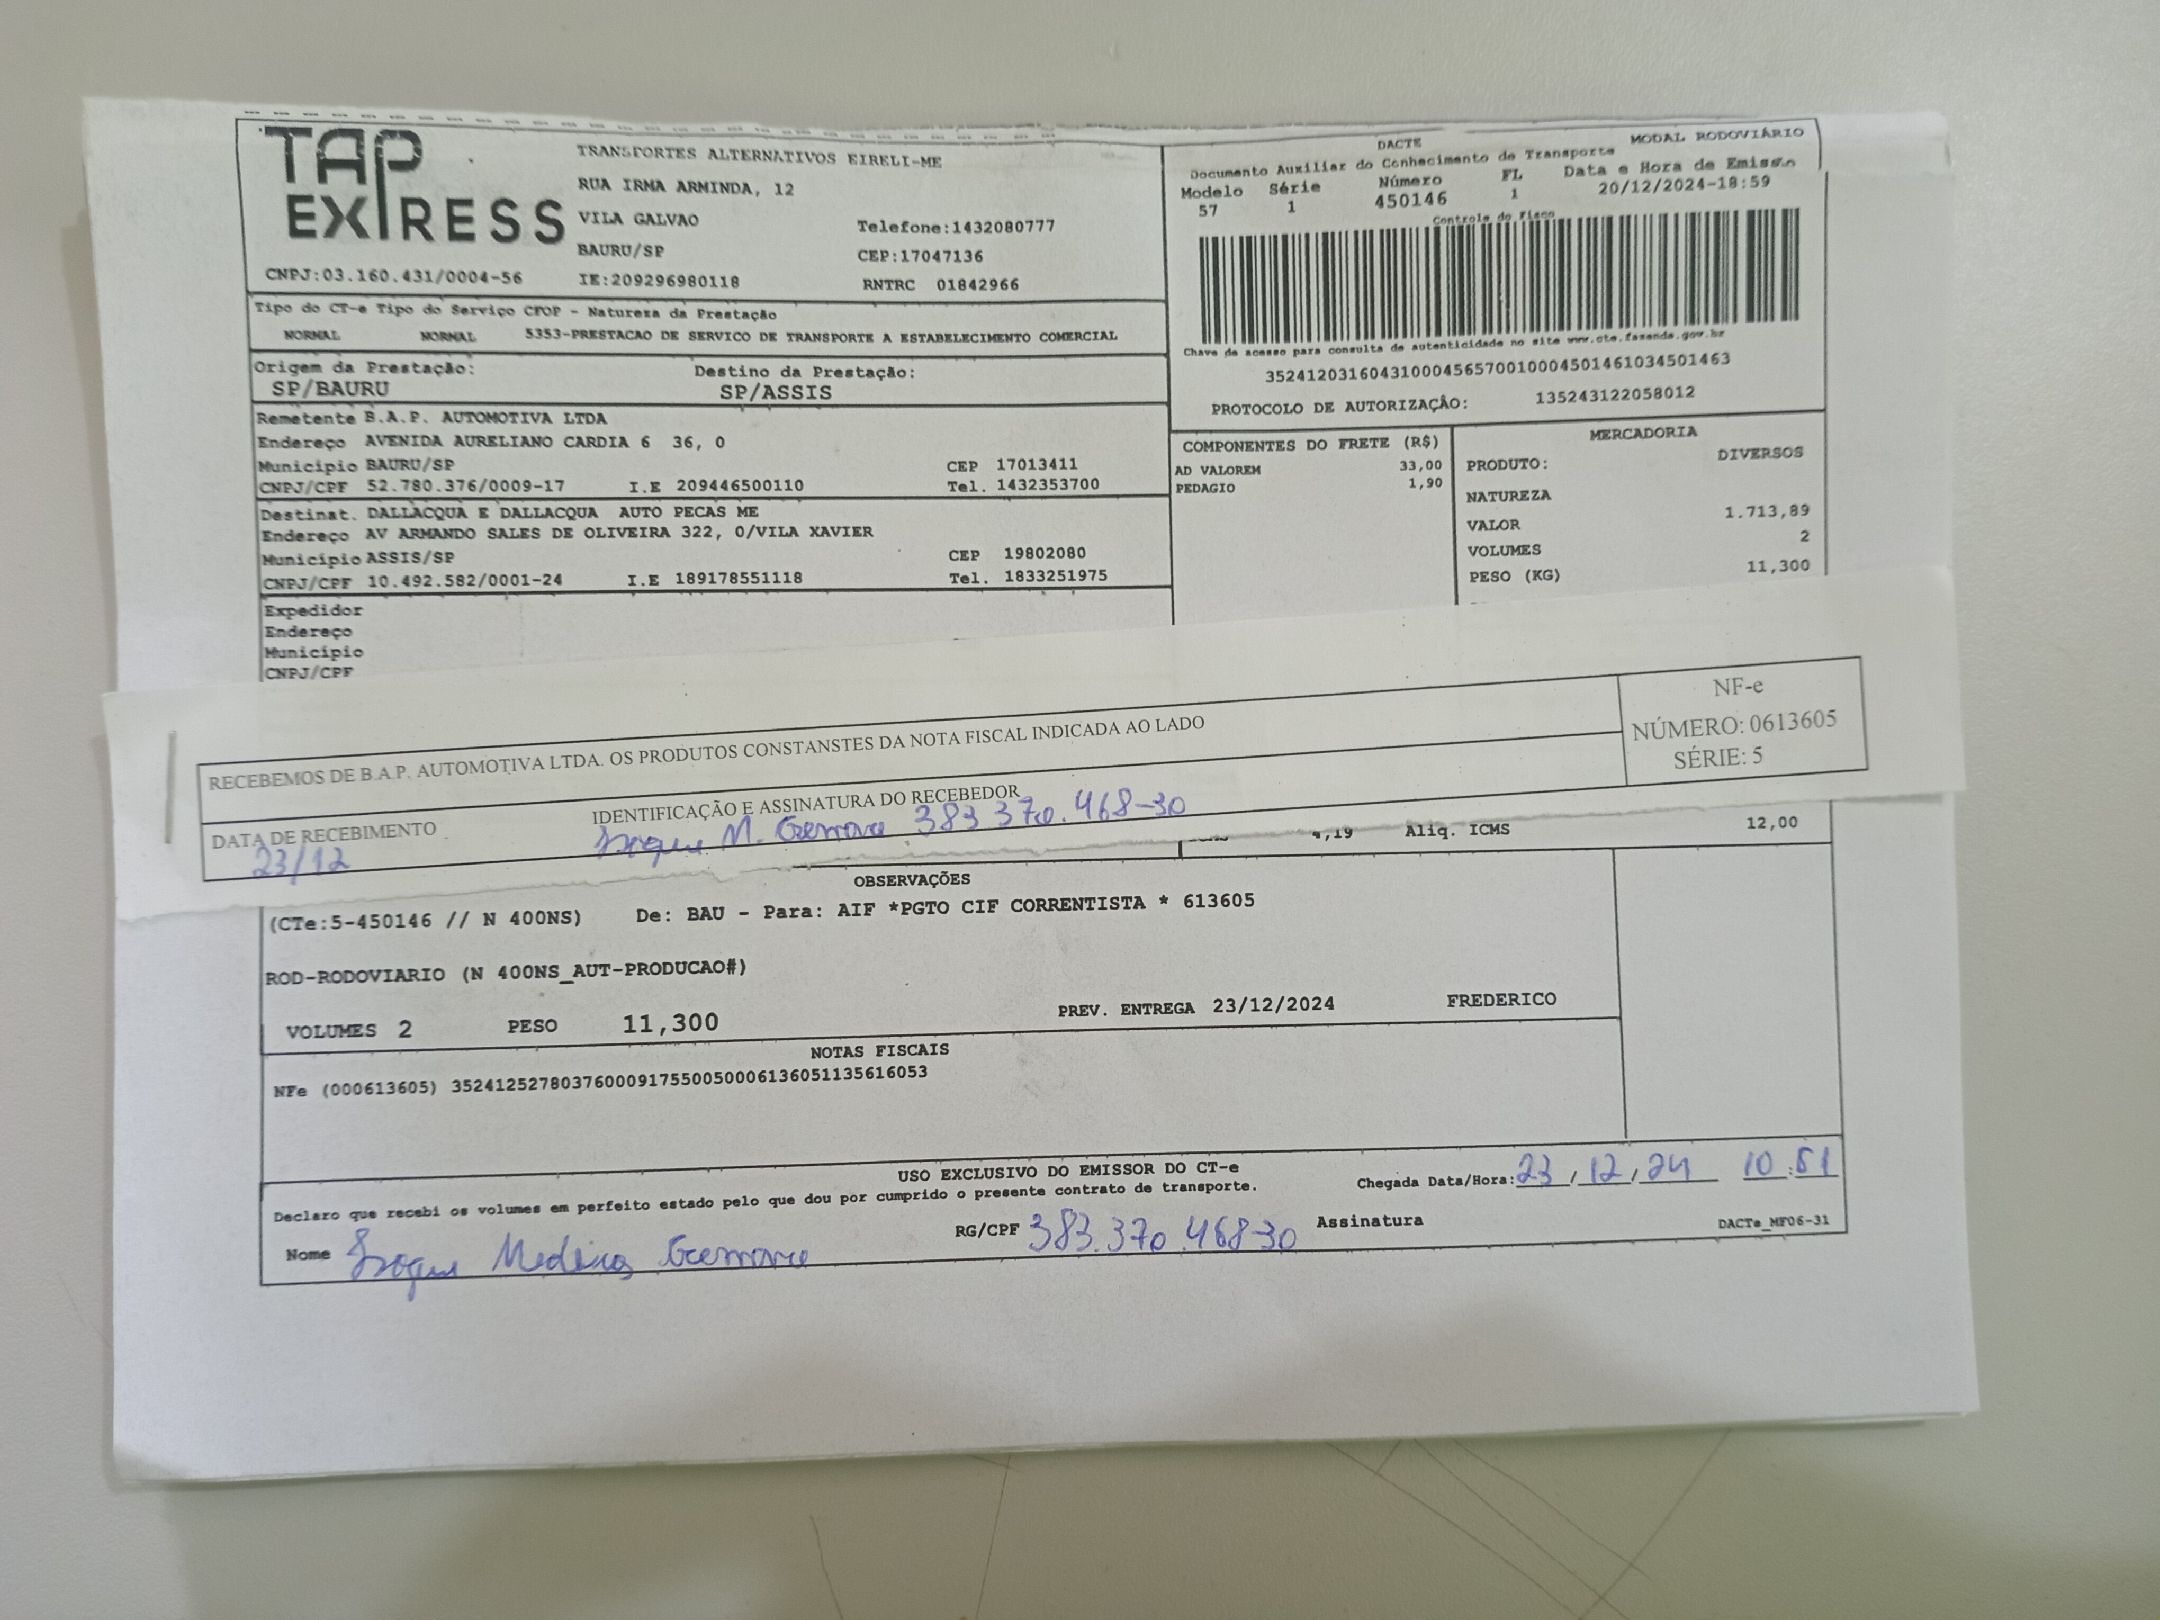 TAP EXPRESS
CNPJ:03.160.431/0004-56
TRANSPORTES ALTERNATIVOS EIRELI-ME
RUA IRMA ARMINDA, 12
VILA GALVAO Telefone:1432080777
BAURU/SP CEP:17047136
IE:209296980118 RNTRC 01842966
DACTE MODAL RODOVIÁRIO
Documento Auxiliar do Conhecimento de Transporte
Modelo Série Número FL Data e Hora de Emissão
57 1 450146 1 20/12/2024-18:59
Controle do Fisco
Chave de acesso para consulta de autenticidade no site www.cte.fazenda.gov.br
35241203160431000456570010004501461034501463
PROTOCOLO DE AUTORIZAÇÂO: 135243122058012
Tipo do CT-e Tipo do Serviço CFOP - Natureza da Prestação
NORMAL NORMAL 5353-PRESTACAO DE SERVICO DE TRANSPORTE A ESTABELECIMENTO COMERCIAL
Origem da Prestação: Destino da Prestação:
SP/BAURU SP/ASSIS
Remetente B.A.P. AUTOMOTIVA LTDA
Endereço AVENIDA AURELIANO CARDIA 6 36, 0
Município BAURU/SP CEP 17013411
CNPJ/CPF 52.780.376/0009-17 I.E 209446500110 Tel. 1432353700
Destinat. DALLACQUA E DALLACQUA AUTO PECAS ME
Endereço AV ARMANDO SALES DE OLIVEIRA 322, 0/VILA XAVIER
Município ASSIS/SP CEP 19802080
CNPJ/CPF 10.492.582/0001-24 I.E 189178551118 Tel. 1833251975
Expedidor
Endereço
Município
CNPJ/CPF
COMPONENTES DO FRETE (R$)
AD VALOREM 33,00
PEDAGIO 1,90
MERCADORIA
PRODUTO: DIVERSOS
NATUREZA
VALOR 1.713,89
VOLUMES 2
PESO (KG) 11,300
RECEBEMOS DE B.A.P. AUTOMOTIVA LTDA. OS PRODUTOS CONSTANSTES DA NOTA FISCAL INDICADA AO LADO
NF-e
NÚMERO: 0613605
SÉRIE: 5
DATA DE RECEBIMENTO IDENTIFICAÇÃO E ASSINATURA DO RECEBEDOR
23/12 M. 383 370.468-30
4,19 Aliq. ICMS 12,00
OBSERVAÇÕES
(CTe:5-450146 // N 400NS) De: BAU - Para: AIF *PGTO CIF CORRENTISTA * 613605
ROD-RODOVIARIO (N 400NS_AUT-PRODUCAO#)
VOLUMES 2 PESO 11,300 PREV. ENTREGA 23/12/2024 FREDERICO
NOTAS FISCAIS
NFe (000613605) 35241252780376000917550050006136051135616053
USO EXCLUSIVO DO EMISSOR DO CT-e
Declaro que recebi os volumes em perfeito estado pelo que dou por cumprido o presente contrato de transporte. Chegada Data/Hora: 23/12/24 10:51
Nome RG/CPF 383.370.468-30 Assinatura DACTe_MF06-31